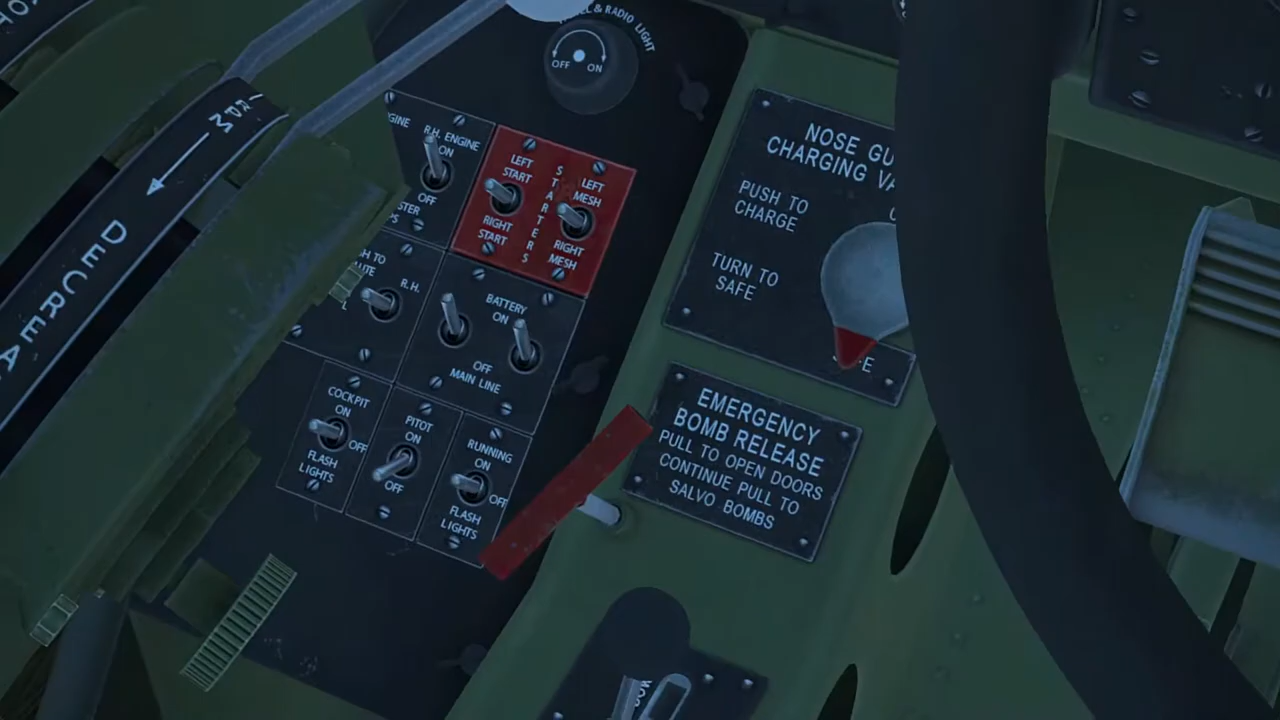 & RADIO LIGHT
OFF ON
RPM
DECREA
R.H. ENGINE
ON
OFF
LEFT
START
RIGHT
START
STARTERS
LEFT
MESH
RIGHT
MESH
R.H.
BATTERY
ON
OFF
MAIN LINE
COCKPIT
ON
OFF
FLASH
LIGHTS
PITOT
ON
OFF
RUNNING
ON
OFF
FLASH
LIGHTS
NOSE GU
CHARGING VA
PUSH TO
CHARGE
TURN TO
SAFE
EMERGENCY
BOMB RELEASE
PULL TO OPEN DOORS
CONTINUE PULL TO
SALVO BOMBS